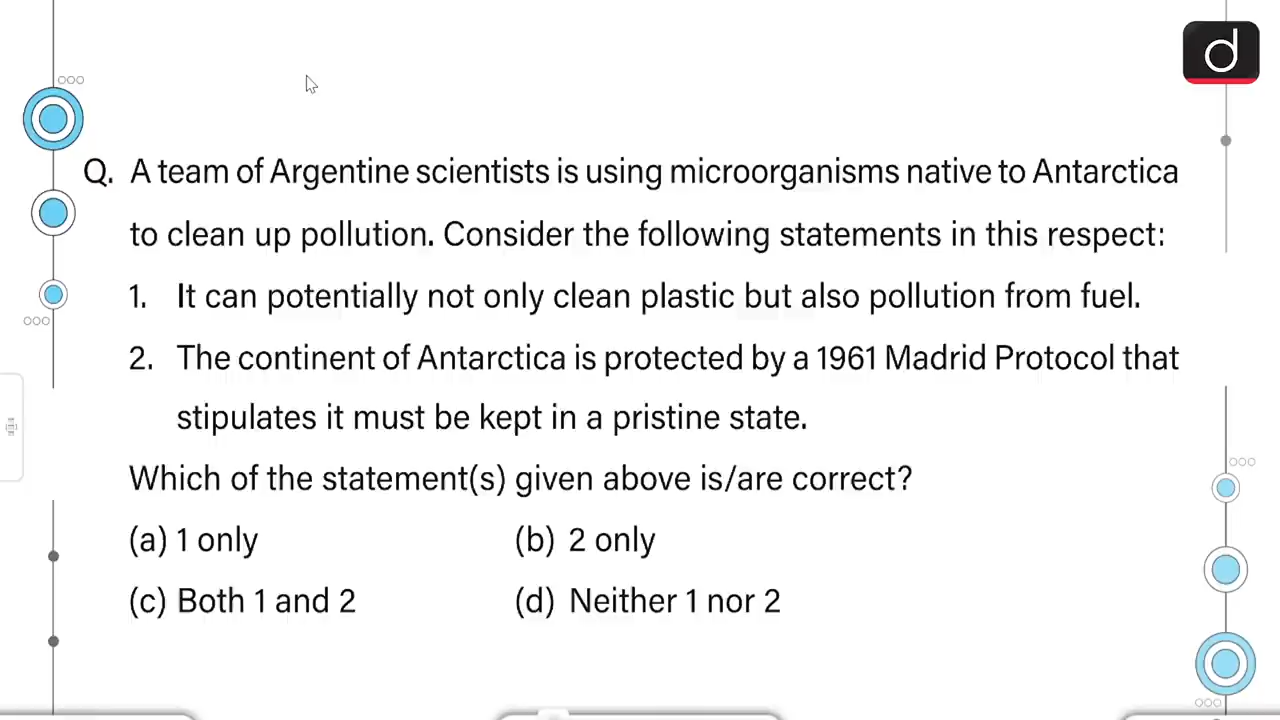 d
Q. A team of Argentine scientists is using microorganisms native to Antarctica
to clean up pollution. Consider the following statements in this respect:
1. It can potentially not only clean plastic but also pollution from fuel.
2. The continent of Antarctica is protected by a 1961 Madrid Protocol that
stipulates it must be kept in a pristine state.
Which of the statement(s) given above is/are correct?
(a) 1 only (b) 2 only
(c) Both 1 and 2 (d) Neither 1 nor 2